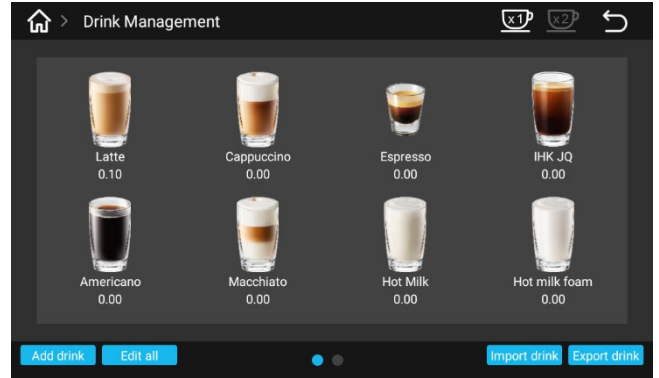 > Drink Management x1 x2
Latte Cappuccino Espresso IHK JQ
0.10 0.00 0.00 0.00
Americano Macchiato Hot Milk Hot milk foam
0.00 0.00 0.00 0.00
Add drink Edit all Import drink Export drink